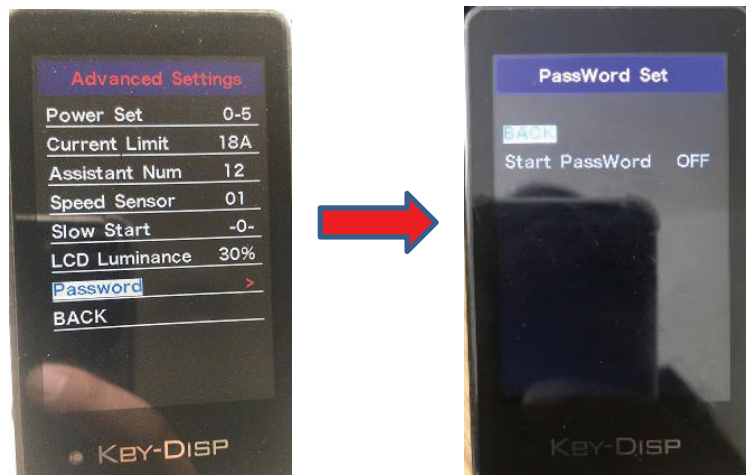 Advanced Settings
Power Set 0-5
Current Limit 18A
Assistant Num 12
Speed Sensor 01
Slow Start -0-
LCD Luminance 30%
Password >
BACK
KEY-DISP
PassWord Set
BACK
Start PassWord OFF
KEY-DISP